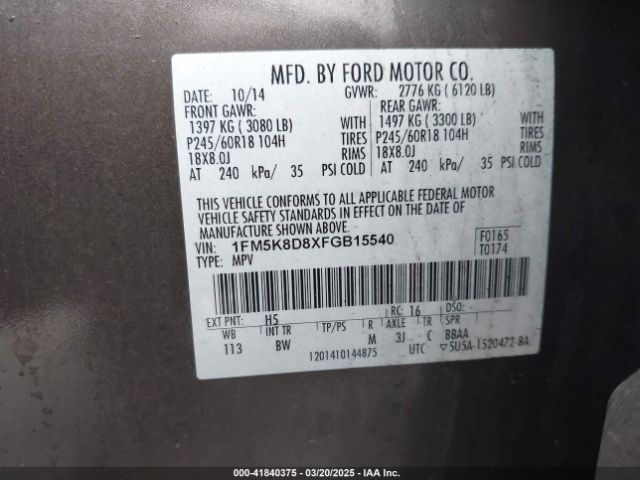 MFD. BY FORD MOTOR CO.
DATE: 10/14 GVWR: 2776 KG ( 6120 LB)
FRONT GAWR: REAR GAWR:
1397 KG ( 3080 LB) WITH 1497 KG ( 3300 LB) WITH
P245/60R18 104H TIRES P245/60R18 104H TIRES
18X8.0J RIMS 18X8.0J RIMS
AT 240 kPa/ 35 PSI COLD AT 240 kPa/ 35 PSI COLD
THIS VEHICLE CONFORMS TO ALL APPLICABLE FEDERAL MOTOR
VEHICLE SAFETY STANDARDS IN EFFECT ON THE DATE OF
MANUFACTURE SHOWN ABOVE.
VIN: 1FM5K8D8XFGB15540 F0165
TYPE: MPV T0174
EXT PNT: H5 RC: 16 DSO:
WB INT TR TP/PS R AXLE TR SPR
113 BW M 3J C BBAA
1201410144875 UTC ▽5U5A-1520472-BA
00-41840375 | 03/20/2025 | IAA Inc.